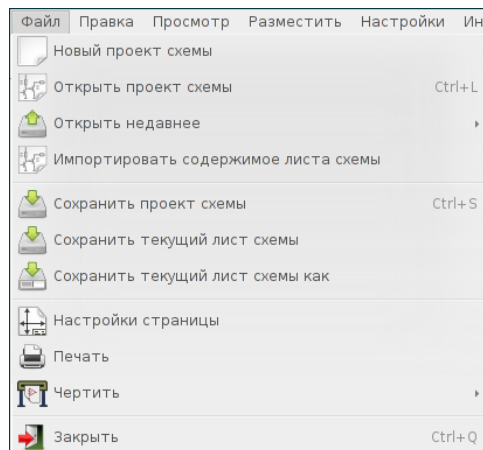 Файл Правка Просмотр Разместить Настройки Ин
Новый проект схемы
Открыть проект схемы Ctrl+L
Открыть недавнее
Импортировать содержимое листа схемы
Сохранить проект схемы Ctrl+S
Сохранить текущий лист схемы
Сохранить текущий лист схемы как
Настройки страницы
Печать
Чертить
Закрыть Ctrl+Q